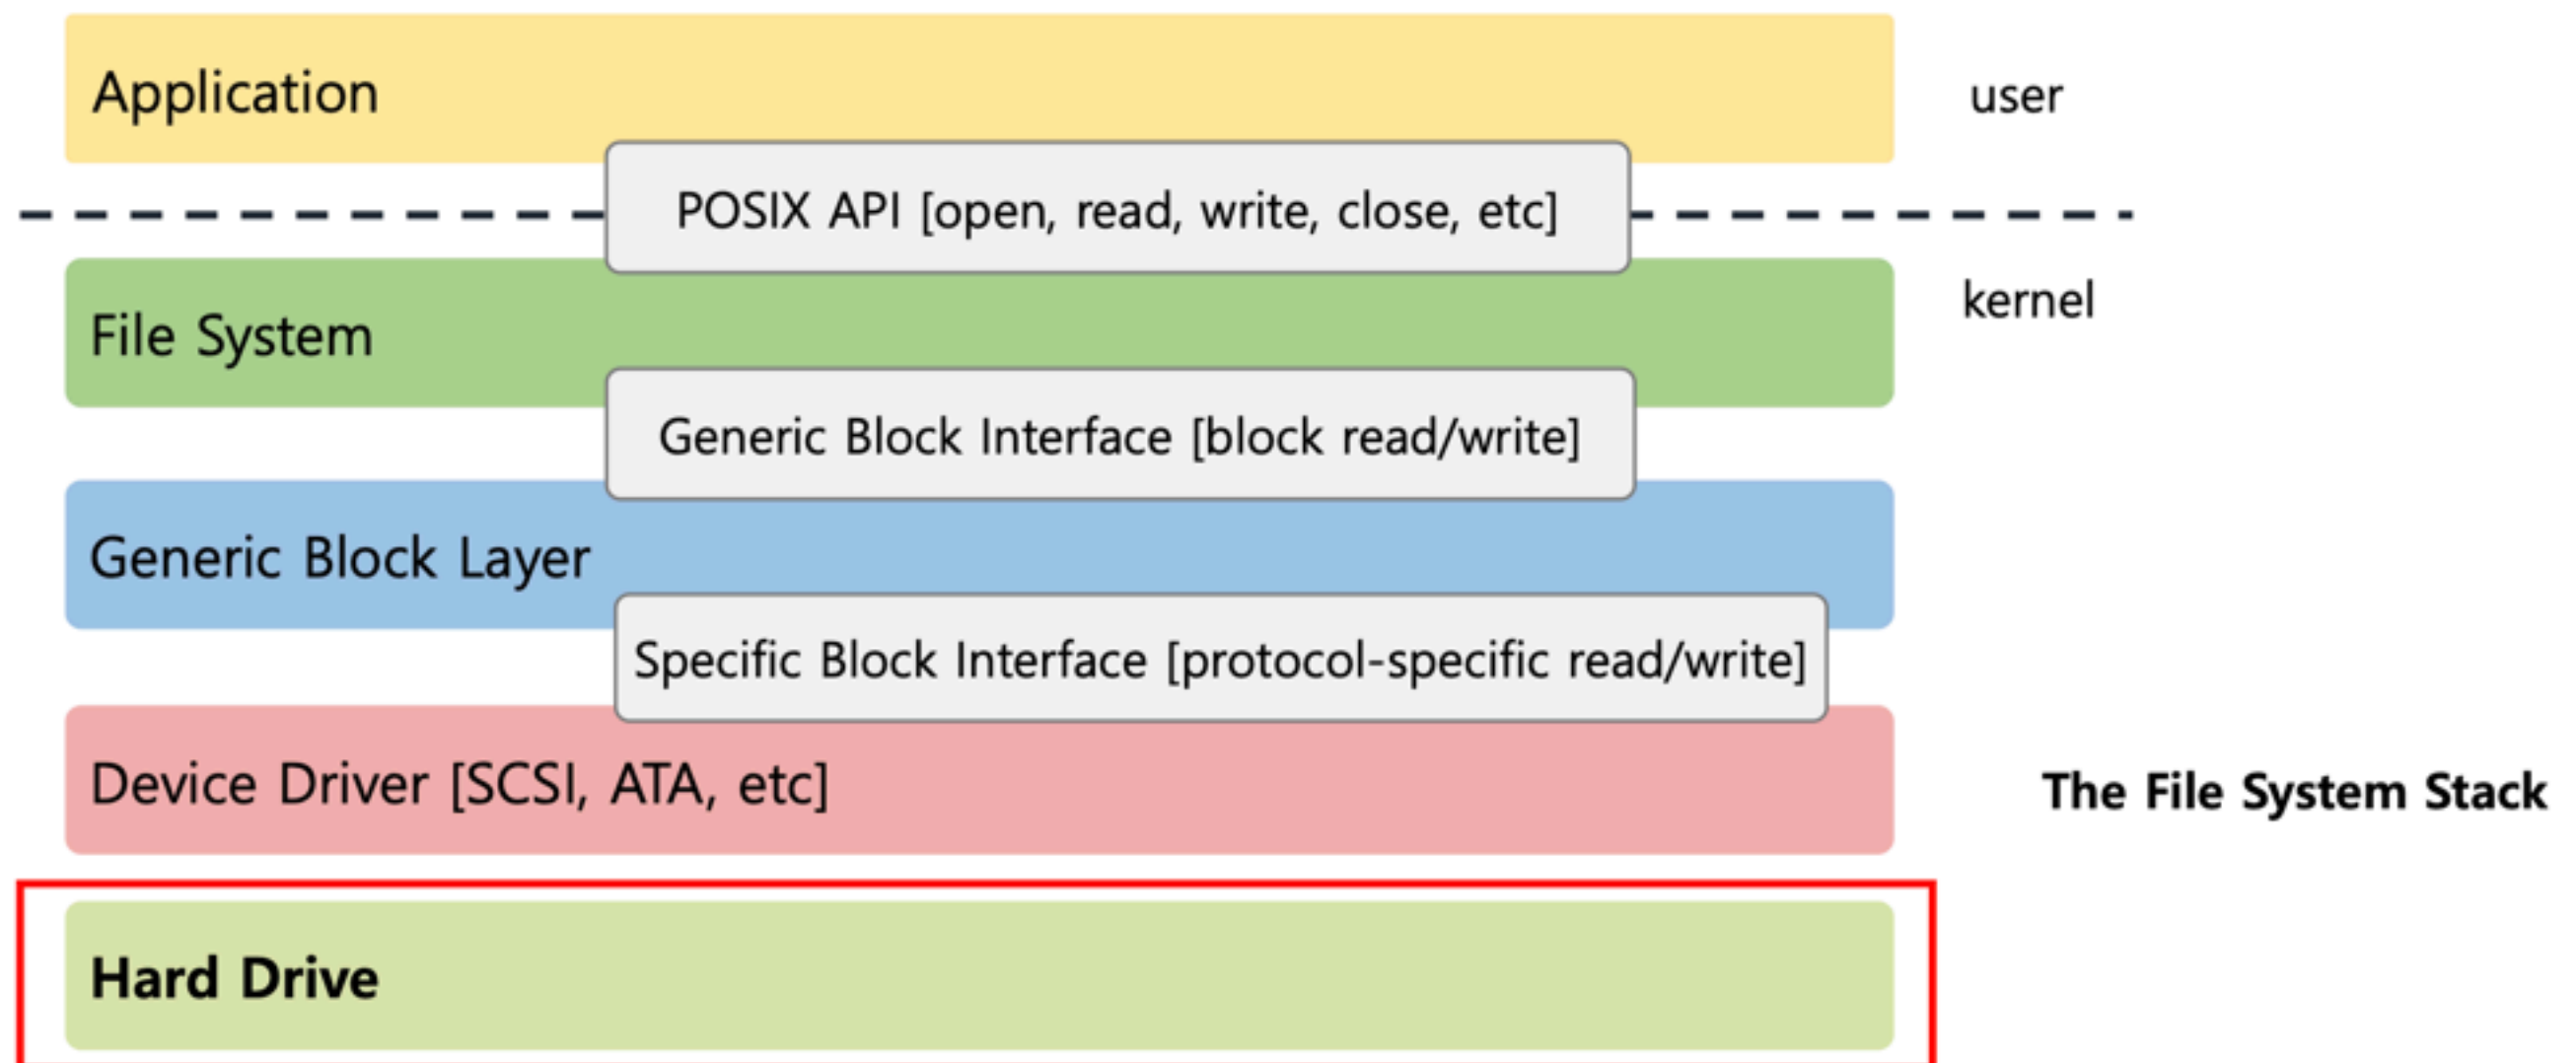 Application
user
POSIX API [open, read, write, close, etc]
kernel
File System
Generic Block Interface [block read/write]
Generic Block Layer
Specific Block Interface [protocol-specific read/write]
Device Driver [SCSI, ATA, etc]
The File System Stack
Hard Drive